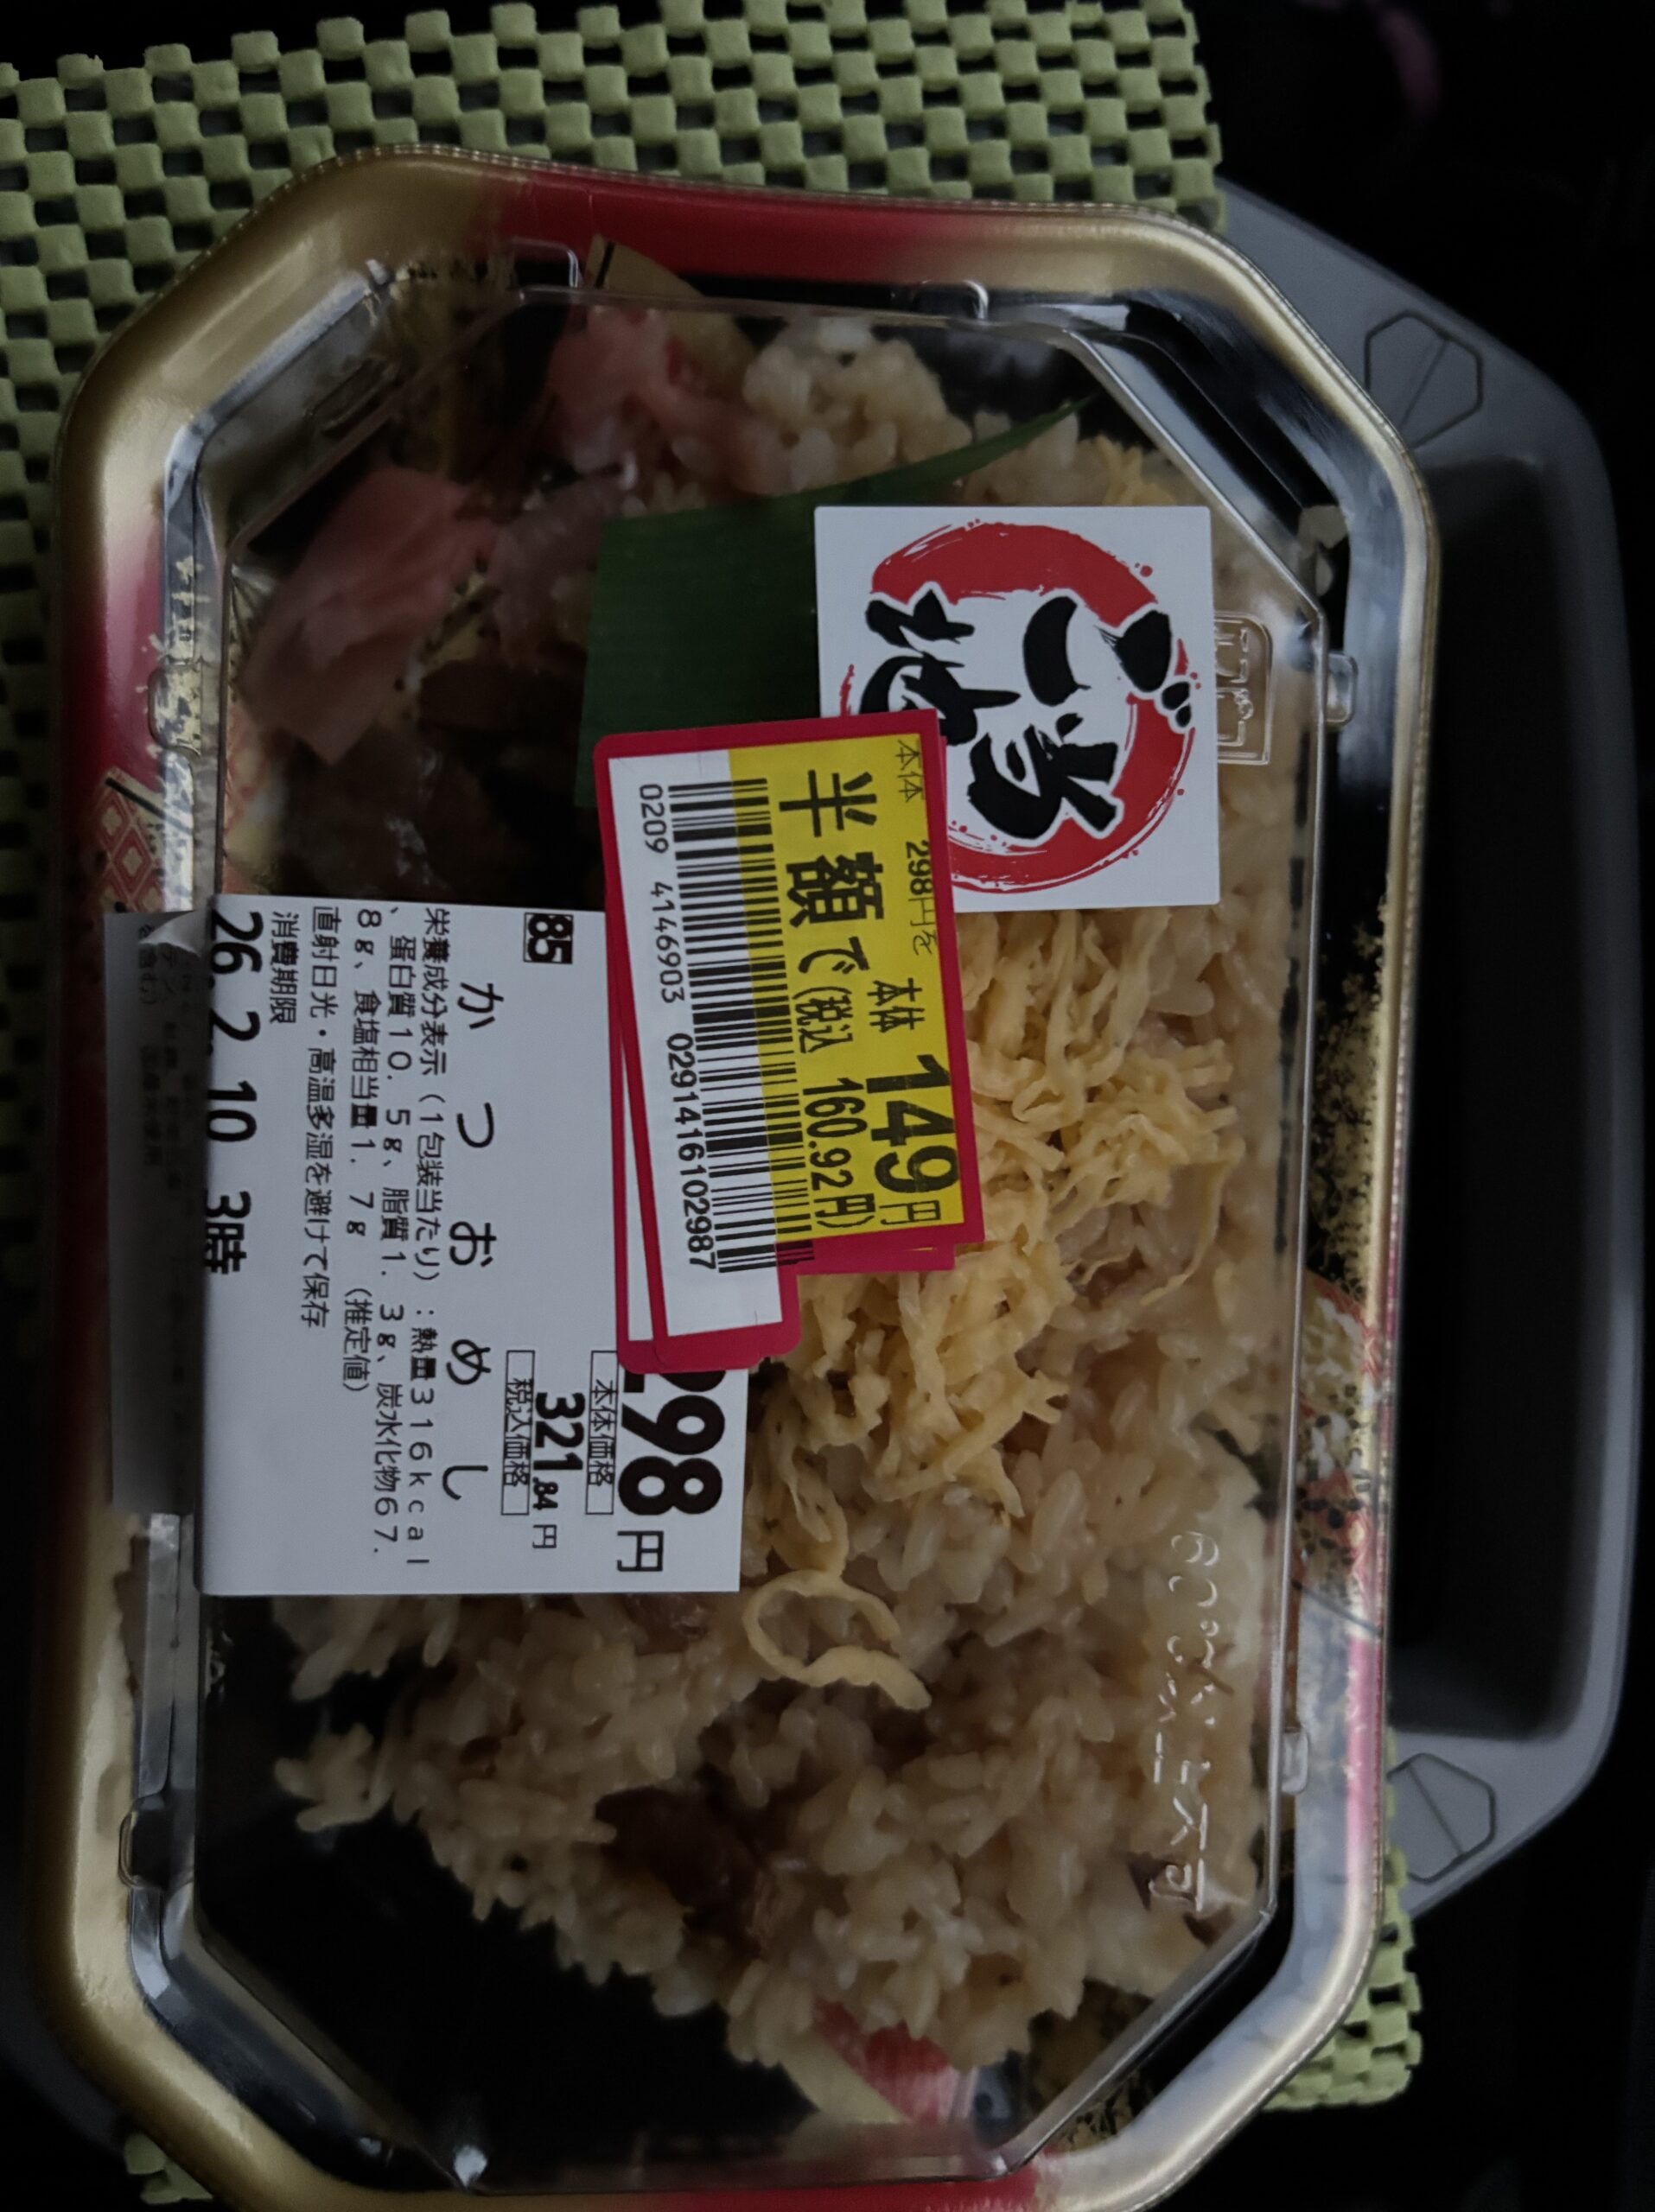 一膳
本体 298円を
本体 149円
半額で(税込 160.92円)
0209 4146903 0291416102987
298円
本体価格
321.84円
税込価格
85
かつおめし
栄養成分表示(1包装当たり):熱量316kcal
、蛋白質10.5g、脂質1.3g、炭水化物67.
8g、食塩相当量1.7g (推定値)
直射日光・高温多湿を避けて保存
消費期限
26.2.10 3時